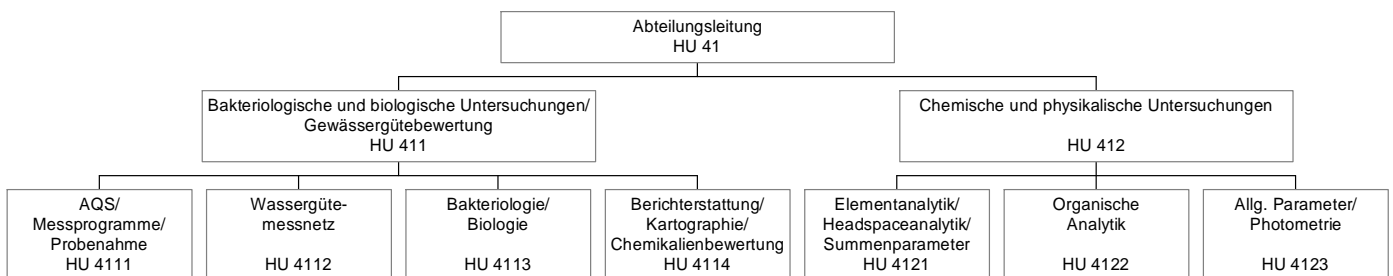 Abteilungsleitung
HU 41
Bakteriologische und biologische Untersuchungen/
Gewässergütebewertung
HU 411
Chemische und physikalische Untersuchungen
HU 412
AQS/
Messprogramme/
Probenahme
HU 4111
Wassergüte-
messnetz
HU 4112
Bakteriologie/
Biologie
HU 4113
Berichterstattung/
Kartographie/
Chemikalienbewertung
HU 4114
Elementanalytik/
Headspaceanalytik/
Summenparameter
HU 4121
Organische
Analytik
HU 4122
Allg. Parameter/
Photometrie
HU 4123